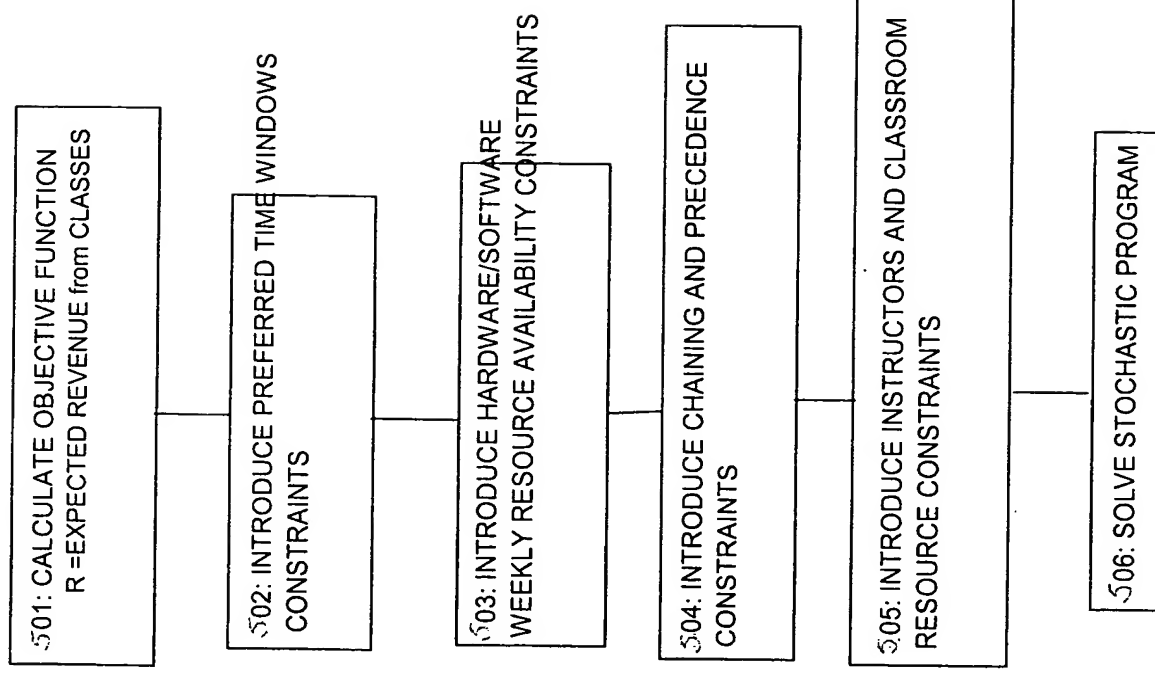 501: CALCULATE OBJECTIVE FUNCTION
R =EXPECTED REVENUE from CLASSES
502: INTRODUCE PREFERRED TIME WINDOWS
CONSTRAINTS
503: INTRODUCE HARDWARE/SOFTWARE
WEEKLY RESOURCE AVAILABILITY CONSTRAINTS
504: INTRODUCE CHAINING AND PRECEDENCE
CONSTRAINTS
505: INTRODUCE INSTRUCTORS AND CLASSROOM
RESOURCE CONSTRAINTS
506: SOLVE STOCHASTIC PROGRAM